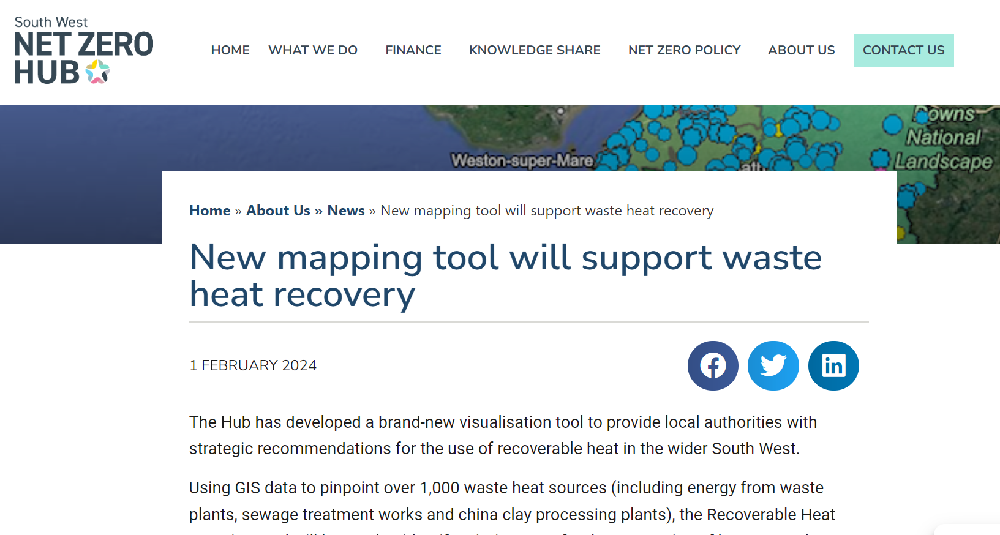 South West
NET ZERO
HUB
HOME WHAT WE DO FINANCE KNOWLEDGE SHARE NET ZERO POLICY ABOUT US CONTACT US
Downs
National
Landscape
Weston-super-Mare
Home » About Us » News » New mapping tool will support waste heat recovery
New mapping tool will support waste
heat recovery
1 FEBRUARY 2024
The Hub has developed a brand-new visualisation tool to provide local authorities with
strategic recommendations for the use of recoverable heat in the wider South West.
Using GIS data to pinpoint over 1,000 waste heat sources (including energy from waste
plants, sewage treatment works and china clay processing plants), the Recoverable Heat